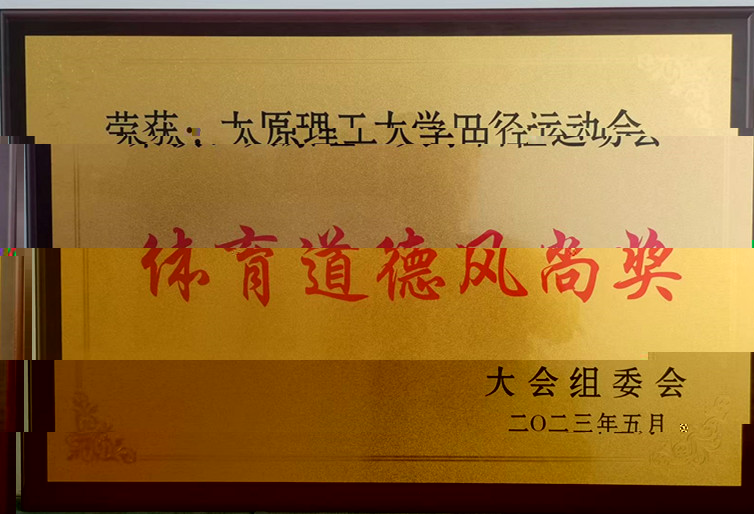 荣获：太原理工大学田径运动会
体育道德风尚奖
大会组委会
二〇二三年五月